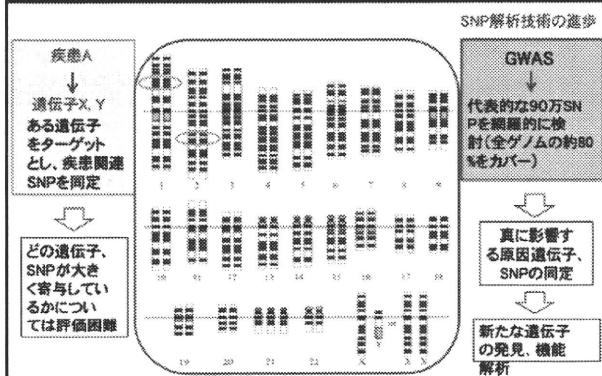 SNP解析技術の進歩
疾患A
遺伝子X, Y
ある遺伝子
をターゲット
とし、疾患関連
SNPを同定
どの遺伝子、
SNPが大き
く寄与してい
るかについ
ては評価困難
1 2 3 4 5 6 7 8 9
10 11 12 13 14 15 16 17 18
19 20 21 22 X Y X X
GWAS
代表的な90万SN
Pを網羅的に検
討(全ゲノムの約80
%をカバー)
真に影響す
る原因遺伝子、
SNPの同定
新たな遺伝子
の発見、機能
解析